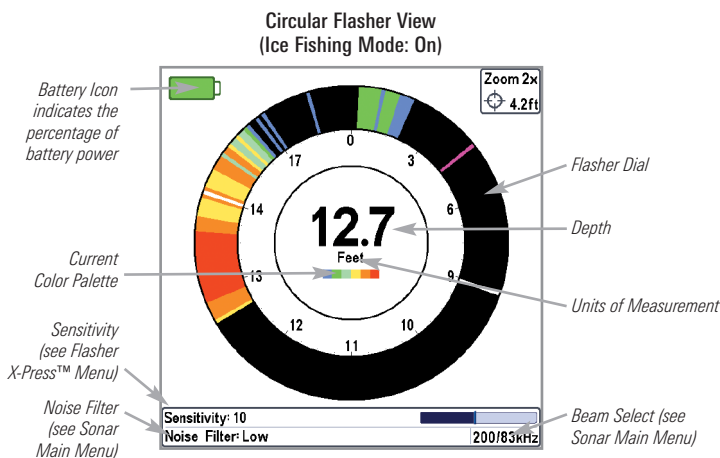 Circular Flasher View
(Ice Fishing Mode: On)
Battery Icon
indicates the
percentage of
battery power
Zoom 2x
4.2ft
0
3
6
9
10
11
12
13
14
17
12.7
Feet
Flasher Dial
Depth
Current
Color Palette
Units of Measurement
Sensitivity
(see Flasher
X-Press™ Menu)
Sensitivity: 10
Noise Filter
(see Sonar
Main Menu)
Noise Filter: Low
200/83kHz
Beam Select (see
Sonar Main Menu)